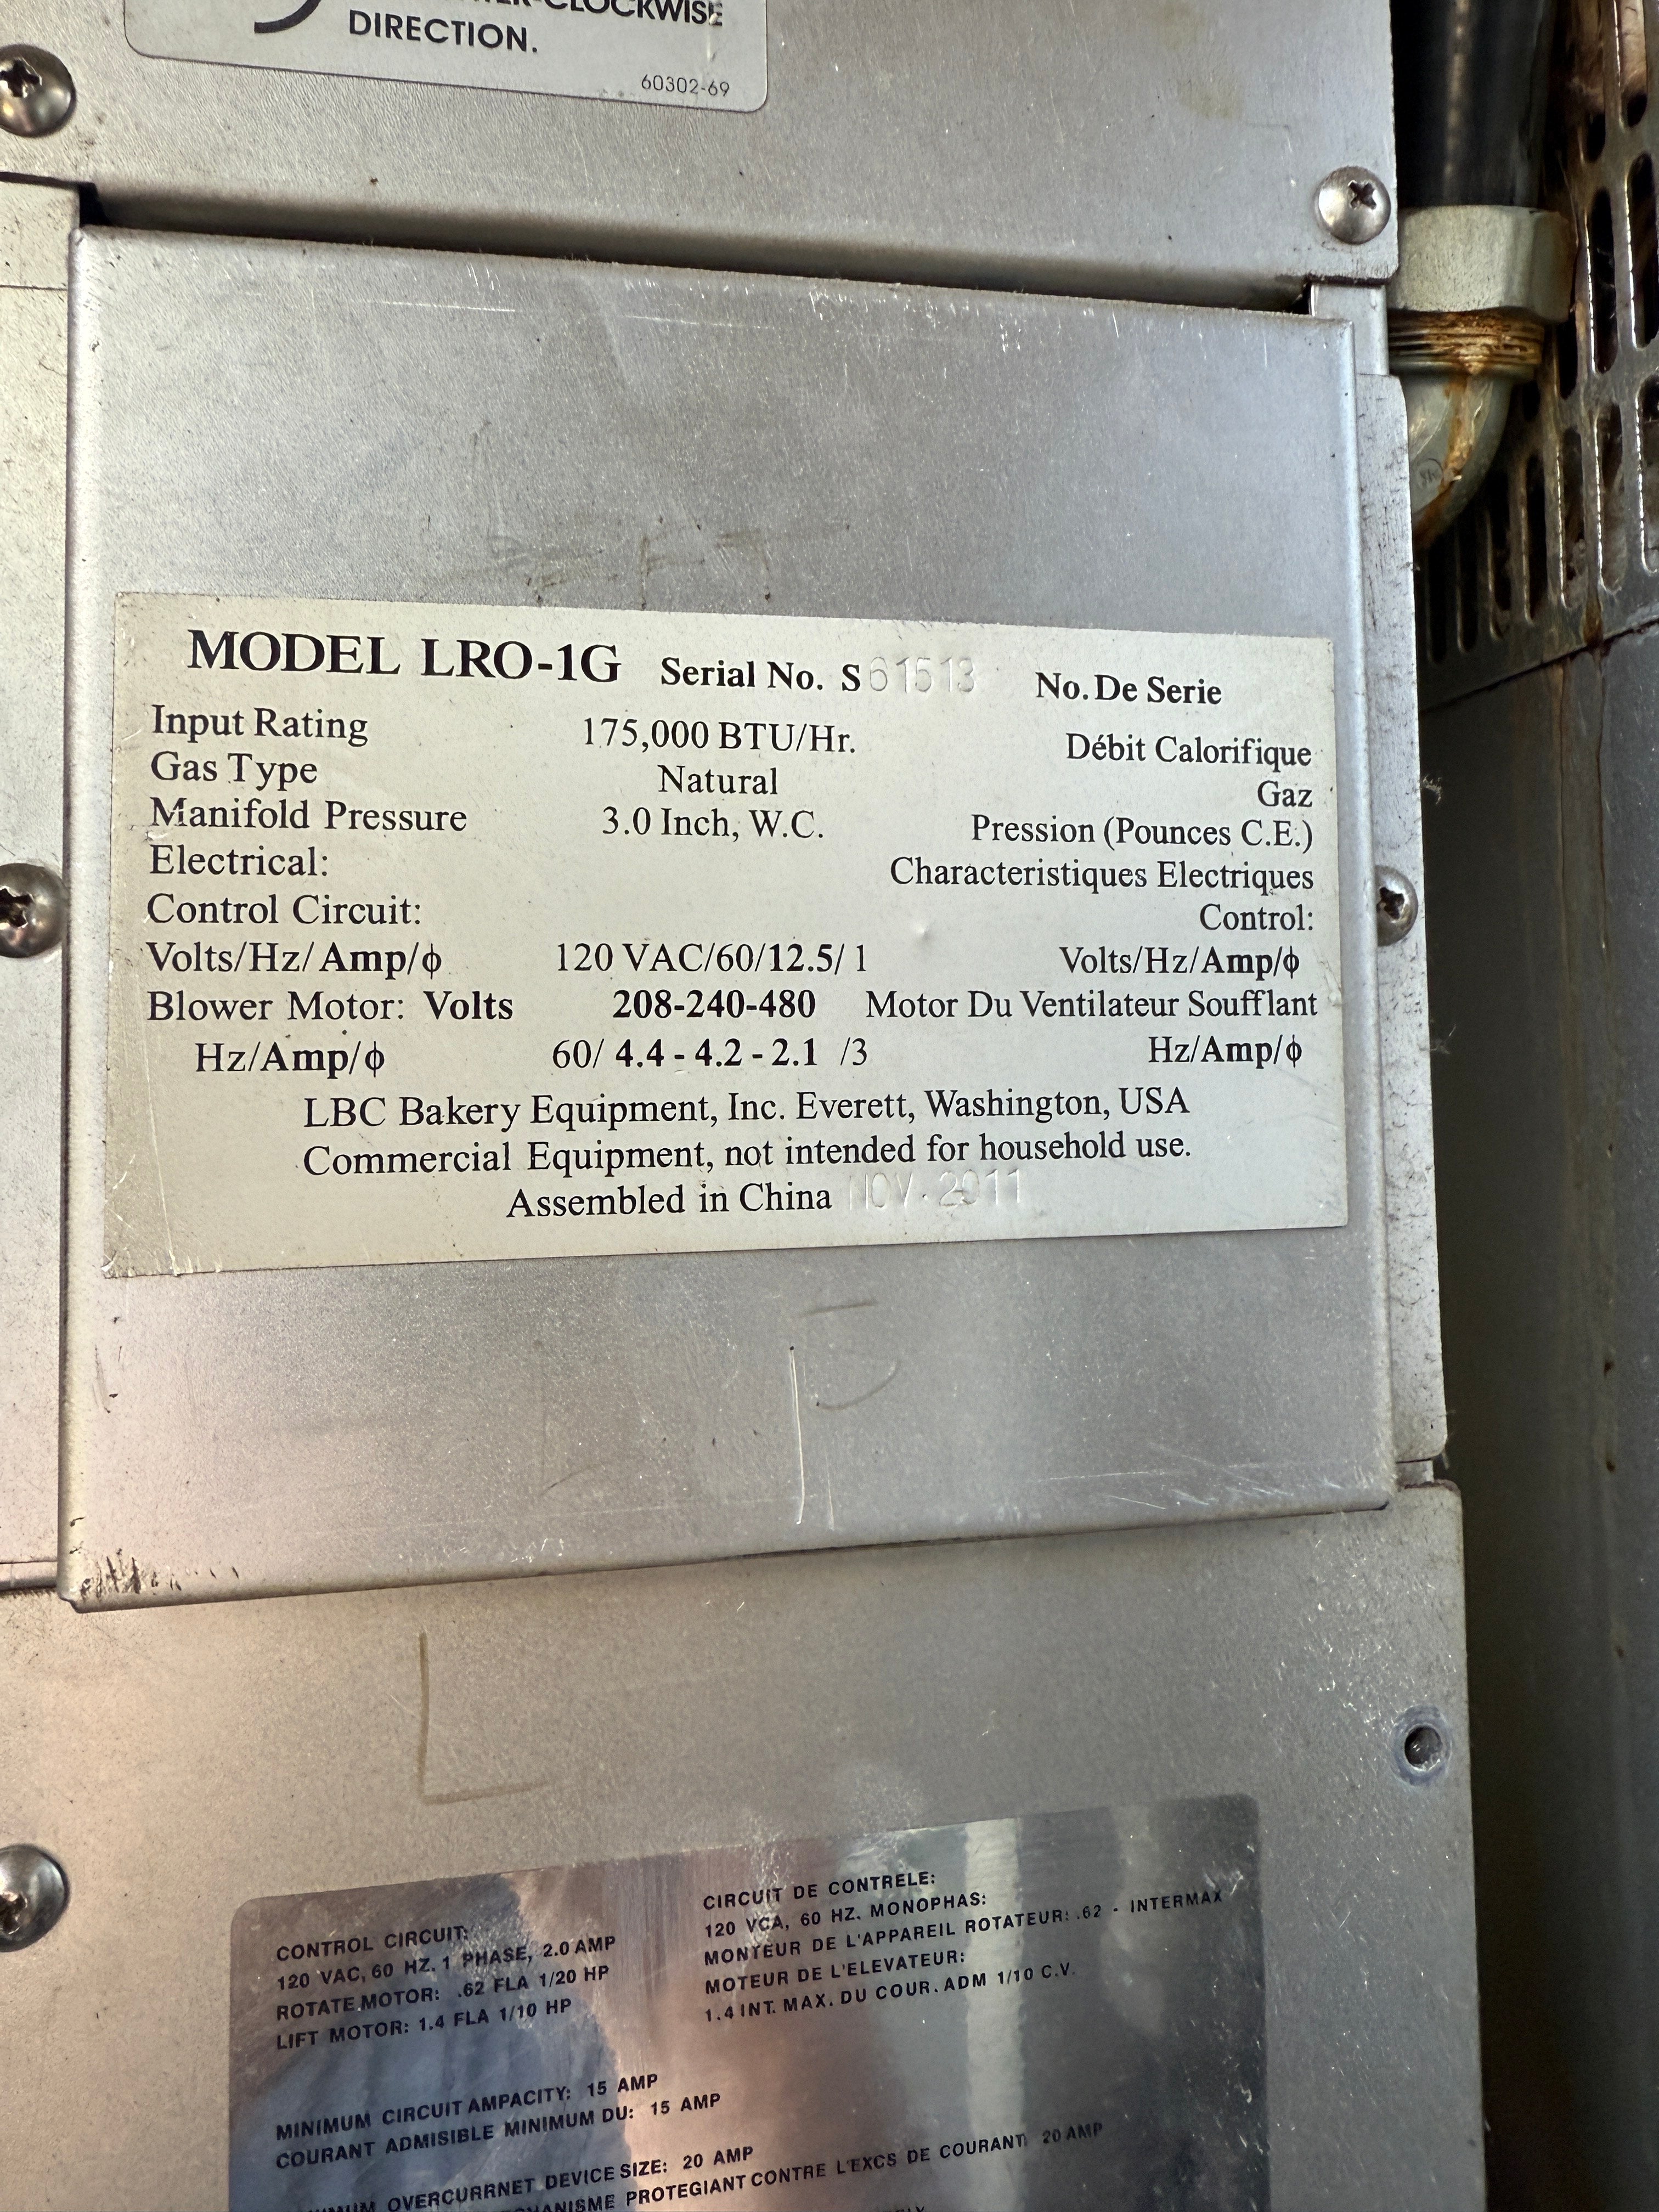 CLOCKWISE
DIRECTION.
60302-69
MODEL LRO-1G Serial No. S 61513 No. De Serie
Input Rating 175,000 BTU/Hr. Débit Calorifique
Gas Type Natural Gaz
Manifold Pressure 3.0 Inch, W.C. Pression (Pounces C.E.)
Electrical: Characteristiques Electriques
Control Circuit: Control:
Volts/Hz/Amp/ϕ 120 VAC/60/12.5/1 Volts/Hz/Amp/ϕ
Blower Motor: Volts 208-240-480 Motor Du Ventilateur Soufflant
Hz/Amp/ϕ 60/ 4.4 - 4.2 - 2.1 /3 Hz/Amp/ϕ
LBC Bakery Equipment, Inc. Everett, Washington, USA
Commercial Equipment, not intended for household use.
Assembled in China NOV. 2011
CONTROL CIRCUIT:
120 VAC, 60 HZ. 1 PHASE, 2.0 AMP
ROTATE MOTOR: .62 FLA 1/20 HP
LIFT MOTOR: 1.4 FLA 1/10 HP
CIRCUIT DE CONTRELE:
120 VCA, 60 HZ. MONOPHAS:
MONTEUR DE L'APPAREIL ROTATEUR: .62 - INTERMAX
MOTEUR DE L'ELEVATEUR:
1.4 INT. MAX. DU COUR. ADM 1/10 C.V.
MINIMUM CIRCUIT AMPACITY: 15 AMP
COURANT ADMISIBLE MINIMUM DU: 15 AMP
OVERCURRNET DEVICE SIZE: 20 AMP
PROTEGIANT CONTRE L'EXCS DE COURANT 20 AMP